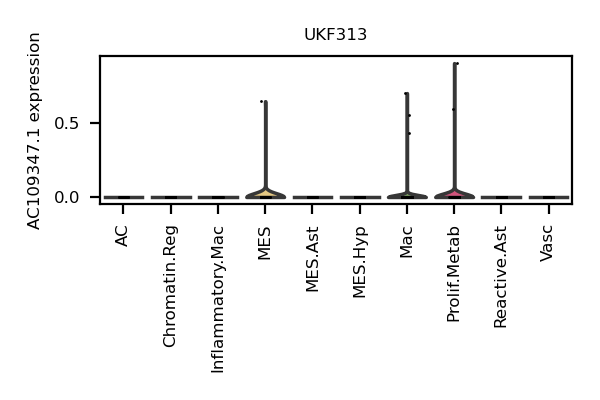 UKF313
AC109347.1 expression
0.5
0.0
AC
Chromatin.Reg
Inflammatory.Mac
MES
MES.Ast
MES.Hyp
Mac
Prolif.Metab
Reactive.Ast
Vasc